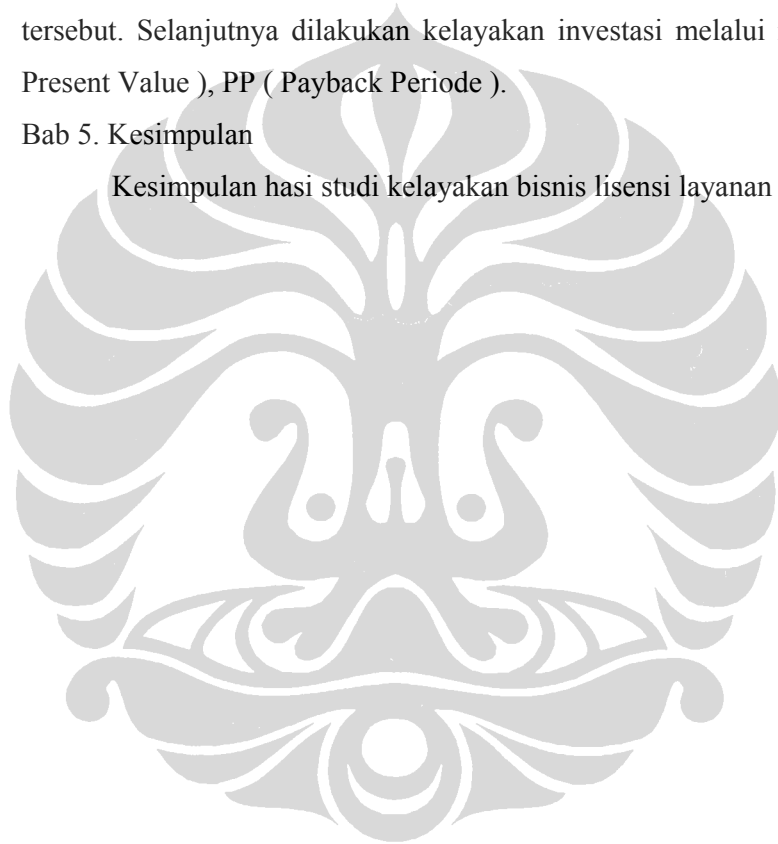 tersebut. Selanjutnya dilakukan kelayakan investasi melalui
Present Value ), PP ( Payback Periode ).
Bab 5. Kesimpulan
Kesimpulan hasi studi kelayakan bisnis lisensi layanan